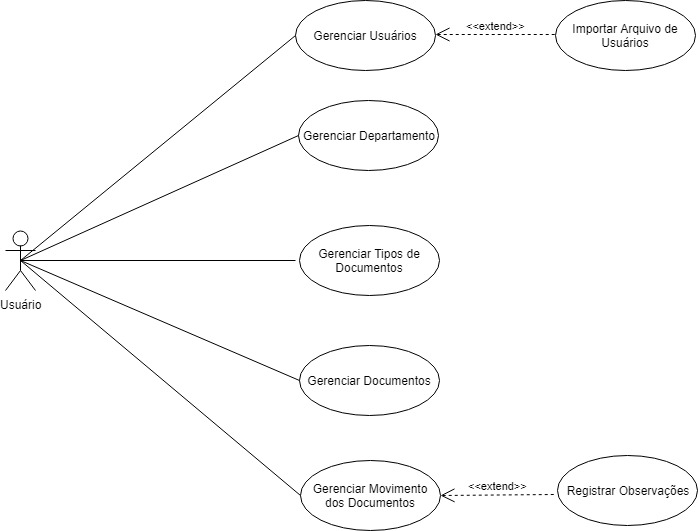 Gerenciar Usuários
<<extend>>
Importar Arquivo de
Usuários
Gerenciar Departamento
Gerenciar Tipos de
Documentos
Usuário
Gerenciar Documentos
Gerenciar Movimento
dos Documentos
<<extend>>
Registrar Observações